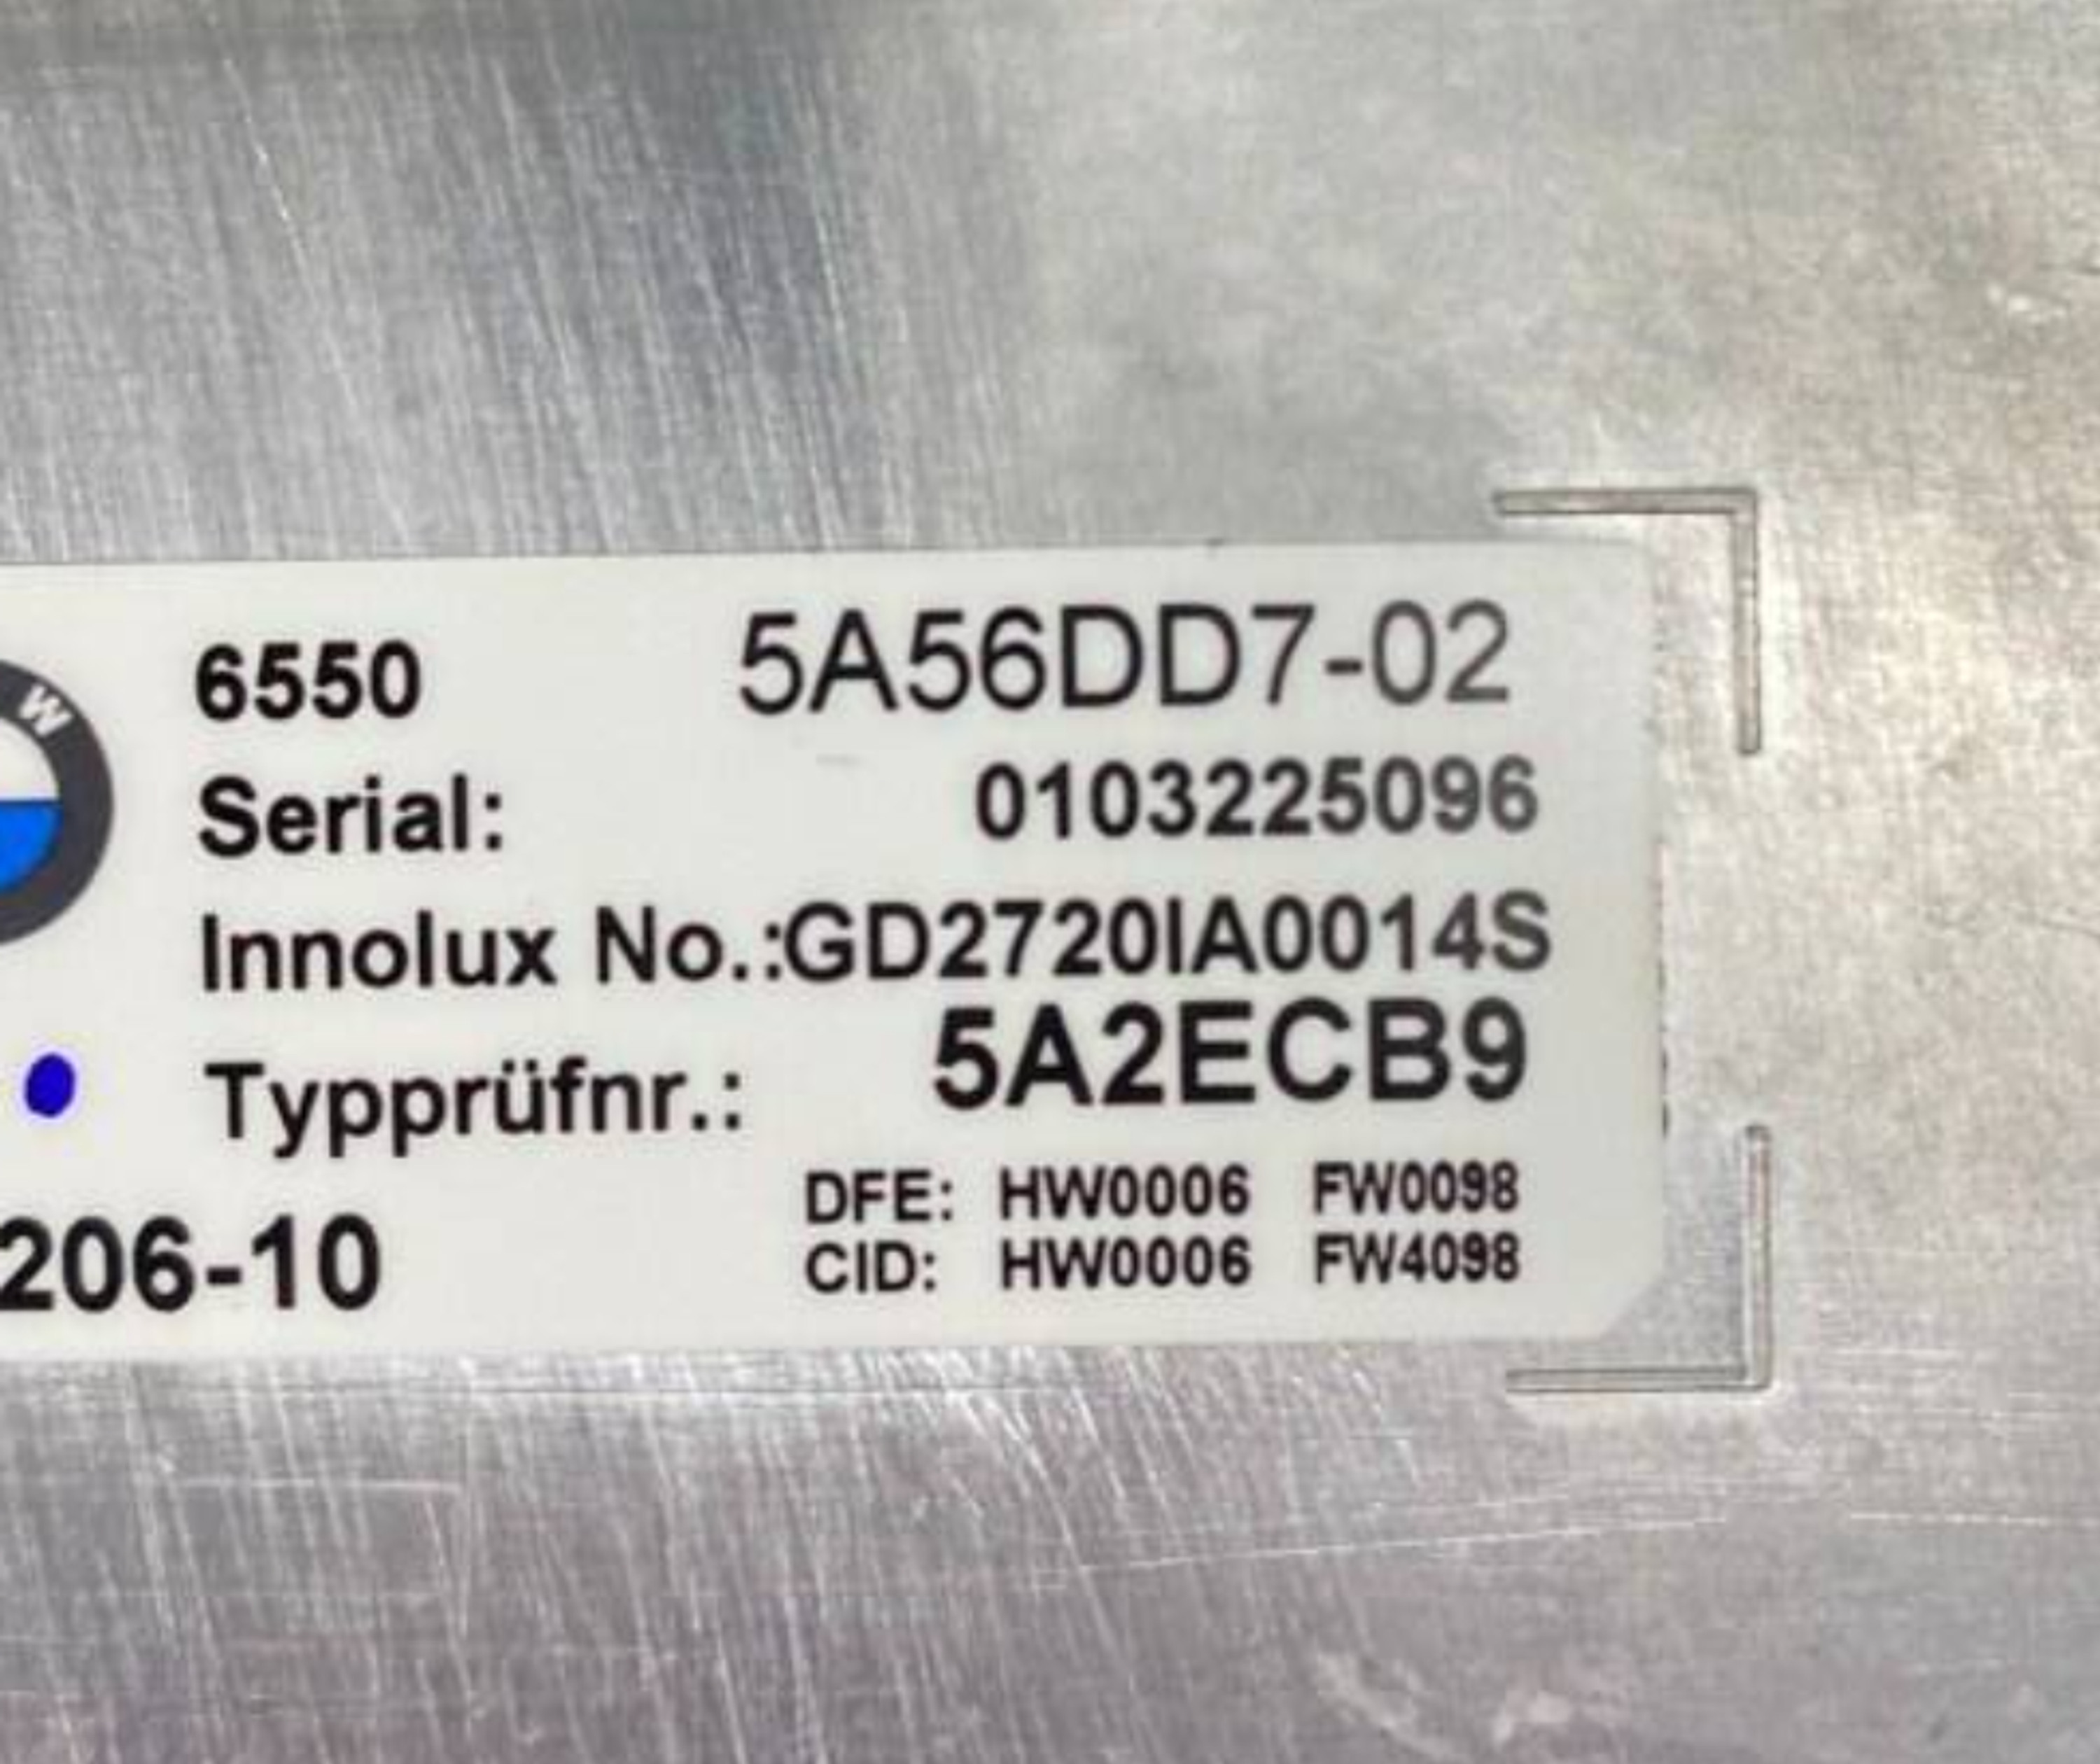 W
6550 5A56DD7-02
Serial: 0103225096
Innolux No.:GD2720IA0014S
Typprüfnr.: 5A2ECB9
DFE: HW0006 FW0098
CID: HW0006 FW4098
206-10